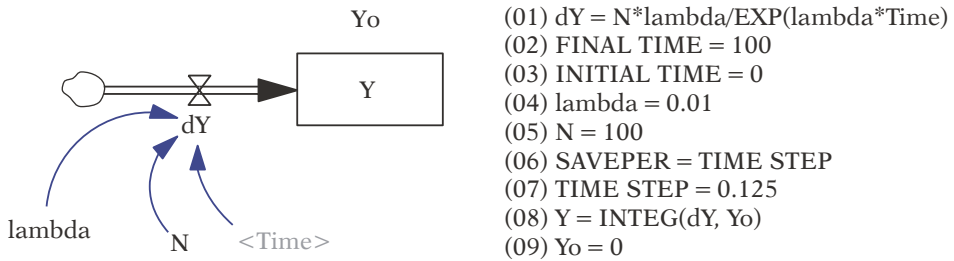 Yo
Y
dY
lambda
N
<Time>
(01) dY = N*lambda/EXP(lambda*Time)
(02) FINAL TIME = 100
(03) INITIAL TIME = 0
(04) lambda = 0.01
(05) N = 100
(06) SAVEPER = TIME STEP
(07) TIME STEP = 0.125
(08) Y = INTEG(dY, Yo)
(09) Yo = 0